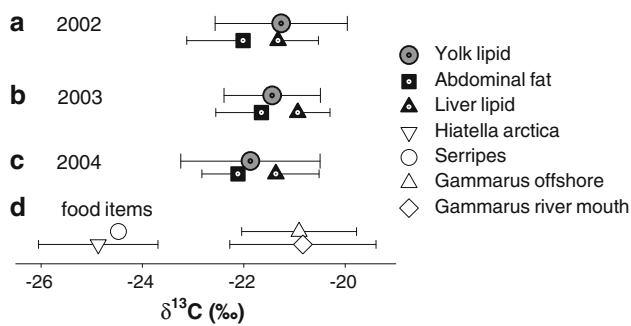 a 2002
b 2003
c 2004
d
food items
Yolk lipid
Abdominal fat
Liver lipid
Hiatella arctica
Serripes
Gammarus offshore
Gammarus river mouth
-26 -24 -22 -20
δ¹³C (‰)